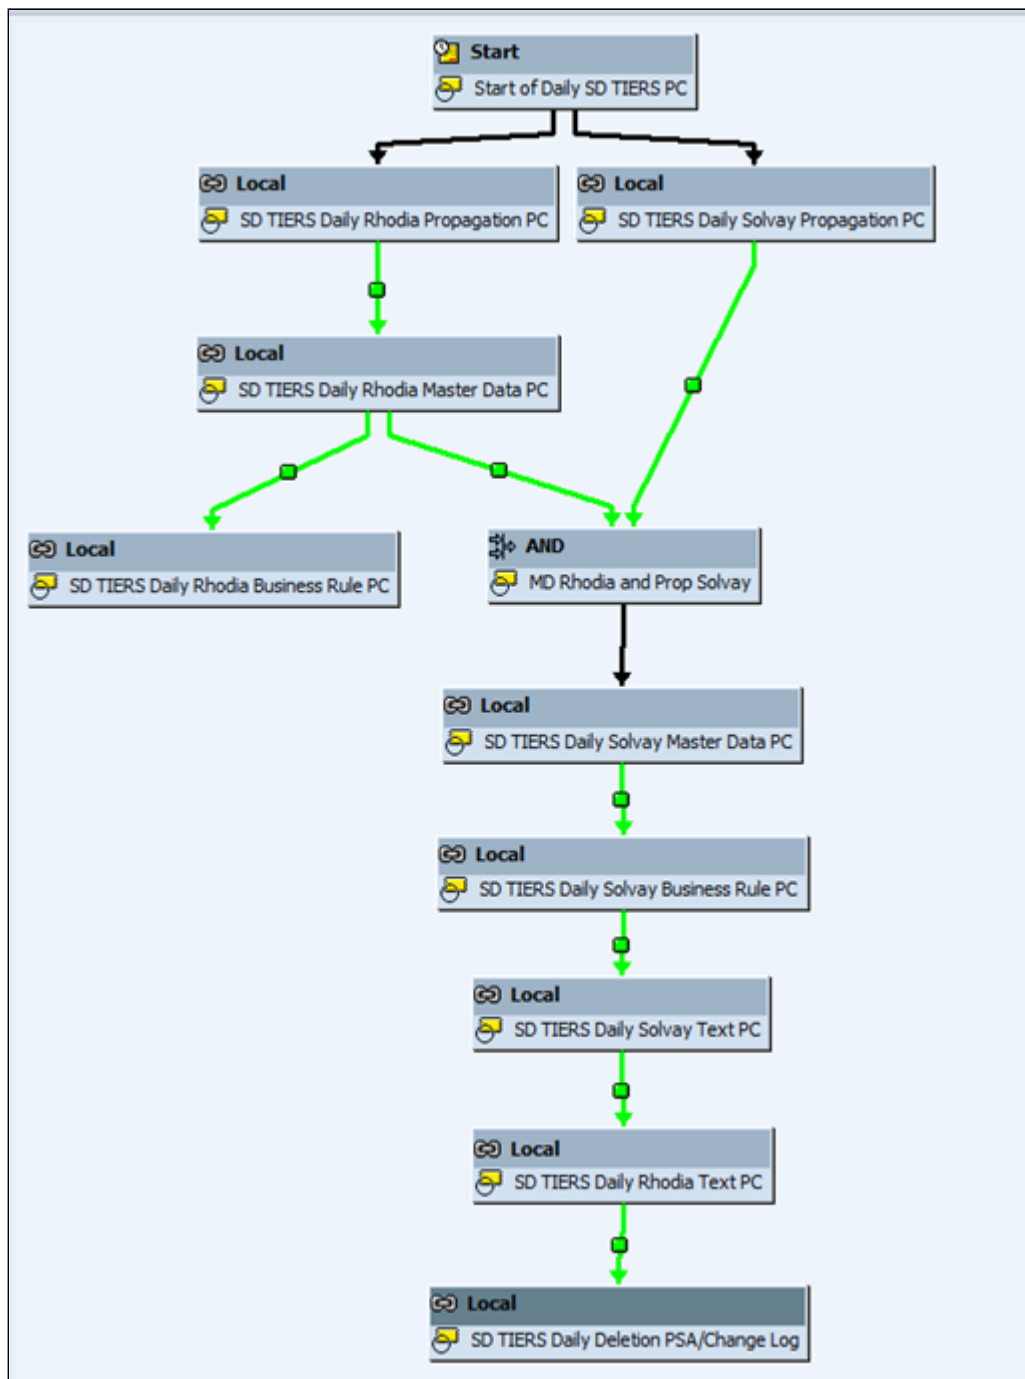 Start
Start of Daily SD TIERS PC
Local
SD TIERS Daily Rhodia Propagation PC
Local
SD TIERS Daily Solvay Propagation PC
Local
SD TIERS Daily Rhodia Master Data PC
Local
SD TIERS Daily Rhodia Business Rule PC
AND
MD Rhodia and Prop Solvay
Local
SD TIERS Daily Solvay Master Data PC
Local
SD TIERS Daily Solvay Business Rule PC
Local
SD TIERS Daily Solvay Text PC
Local
SD TIERS Daily Rhodia Text PC
Local
SD TIERS Daily Deletion PSA/Change Log